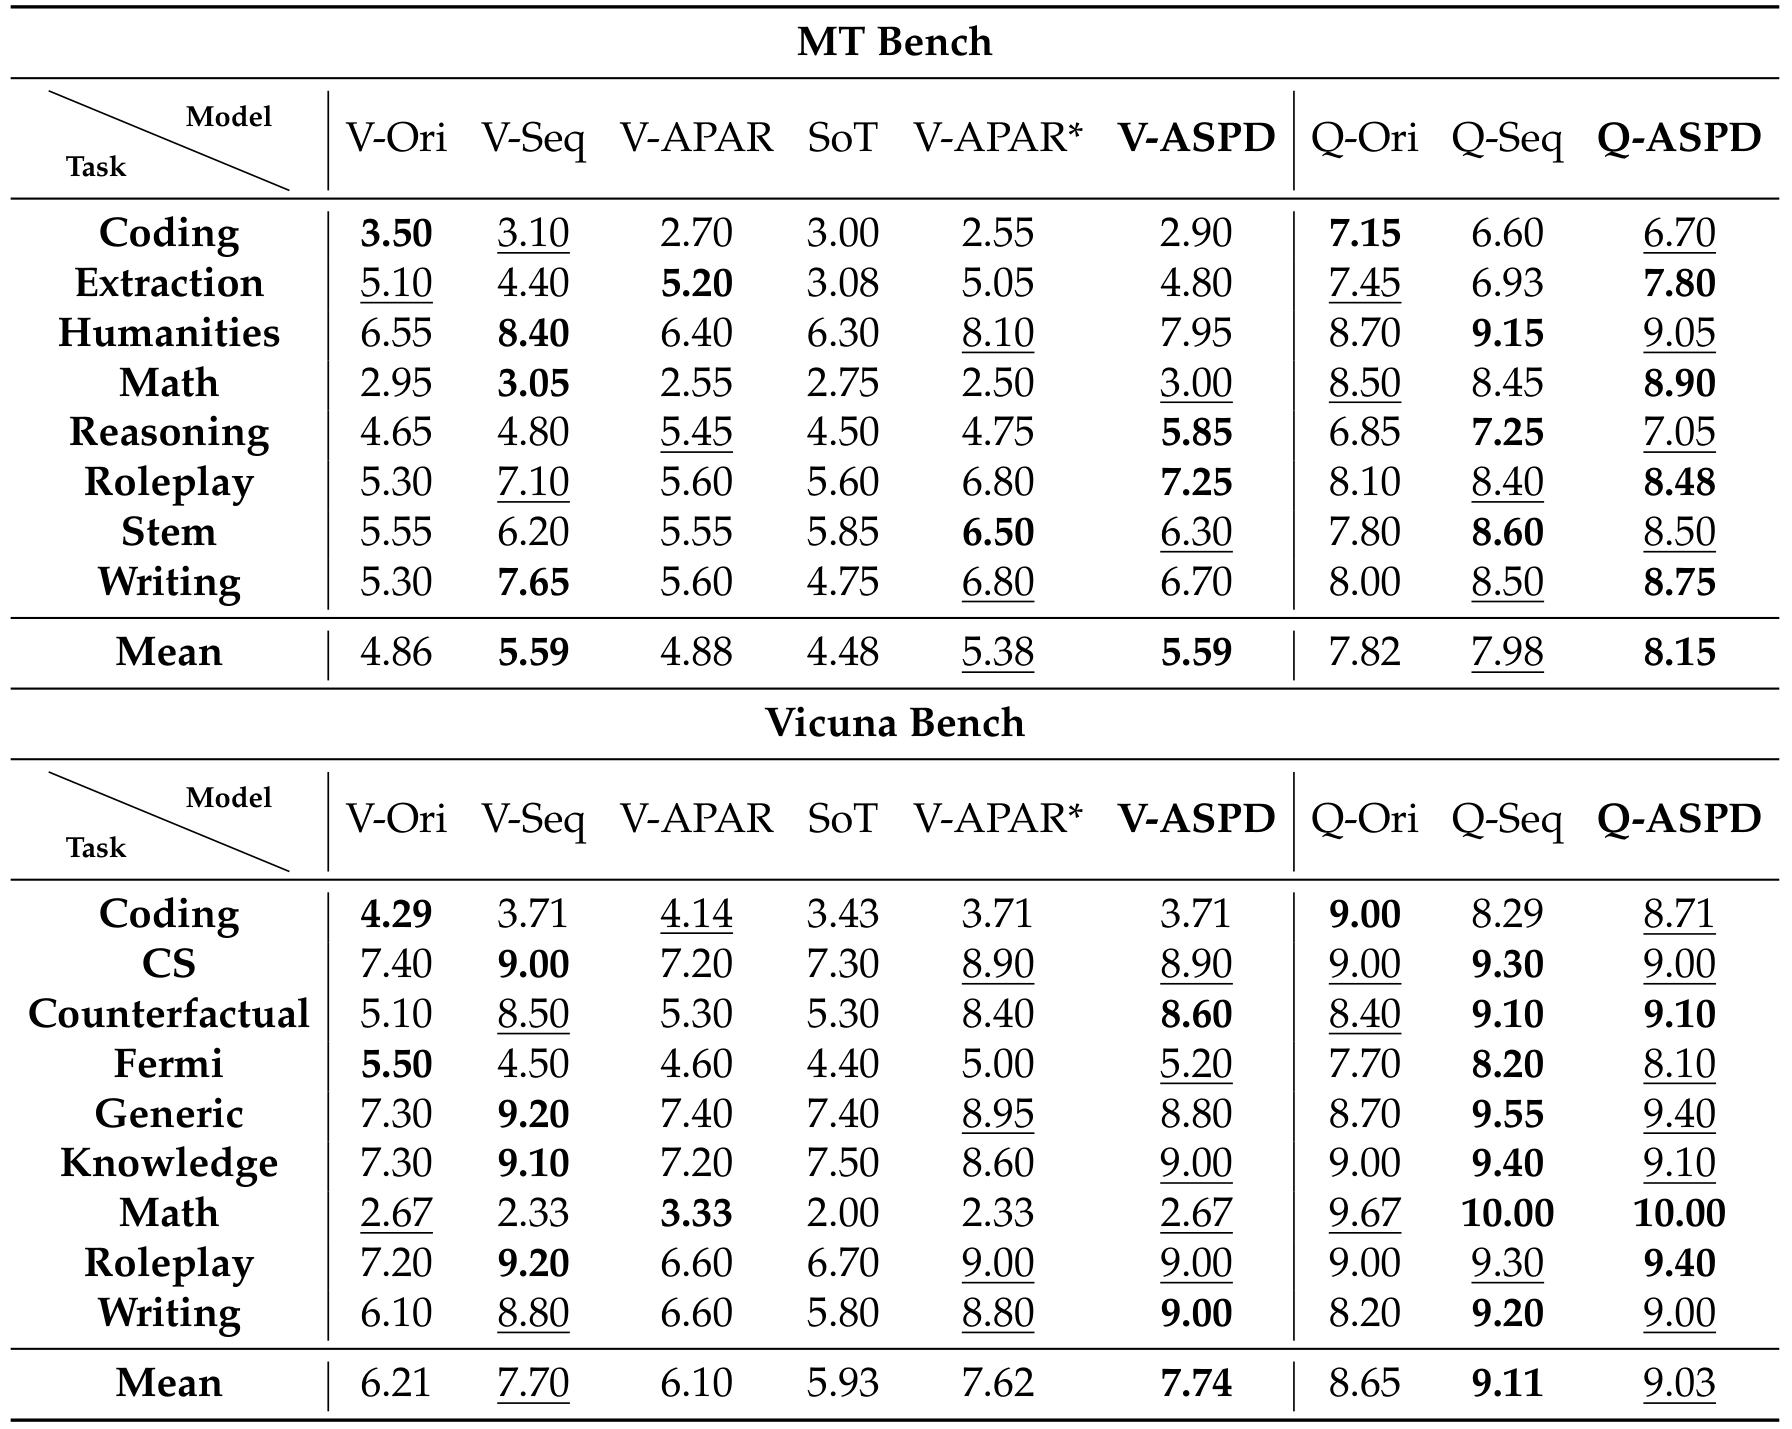 MT Bench
Model
Task
V-Ori V-Seq V-APAR SoT V-APAR* V-ASPD Q-Ori Q-Seq Q-ASPD
Coding 3.50 3.10 2.70 3.00 2.55 2.90 7.15 6.60 6.70
Extraction 5.10 4.40 5.20 3.08 5.05 4.80 7.45 6.93 7.80
Humanities 6.55 8.40 6.40 6.30 8.10 7.95 8.70 9.15 9.05
Math 2.95 3.05 2.55 2.75 2.50 3.00 8.50 8.45 8.90
Reasoning 4.65 4.80 5.45 4.50 4.75 5.85 6.85 7.25 7.05
Roleplay 5.30 7.10 5.60 5.60 6.80 7.25 8.10 8.40 8.48
Stem 5.55 6.20 5.55 5.85 6.50 6.30 7.80 8.60 8.50
Writing 5.30 7.65 5.60 4.75 6.80 6.70 8.00 8.50 8.75
Mean 4.86 5.59 4.88 4.48 5.38 5.59 7.82 7.98 8.15
Vicuna Bench
Model
Task
V-Ori V-Seq V-APAR SoT V-APAR* V-ASPD Q-Ori Q-Seq Q-ASPD
Coding 4.29 3.71 4.14 3.43 3.71 3.71 9.00 8.29 8.71
CS 7.40 9.00 7.20 7.30 8.90 8.90 9.00 9.30 9.00
Counterfactual 5.10 8.50 5.30 5.30 8.40 8.60 8.40 9.10 9.10
Fermi 5.50 4.50 4.60 4.40 5.00 5.20 7.70 8.20 8.10
Generic 7.30 9.20 7.40 7.40 8.95 8.80 8.70 9.55 9.40
Knowledge 7.30 9.10 7.20 7.50 8.60 9.00 9.00 9.40 9.10
Math 2.67 2.33 3.33 2.00 2.33 2.67 9.67 10.00 10.00
Roleplay 7.20 9.20 6.60 6.70 9.00 9.00 9.00 9.30 9.40
Writing 6.10 8.80 6.60 5.80 8.80 9.00 8.20 9.20 9.00
Mean 6.21 7.70 6.10 5.93 7.62 7.74 8.65 9.11 9.03